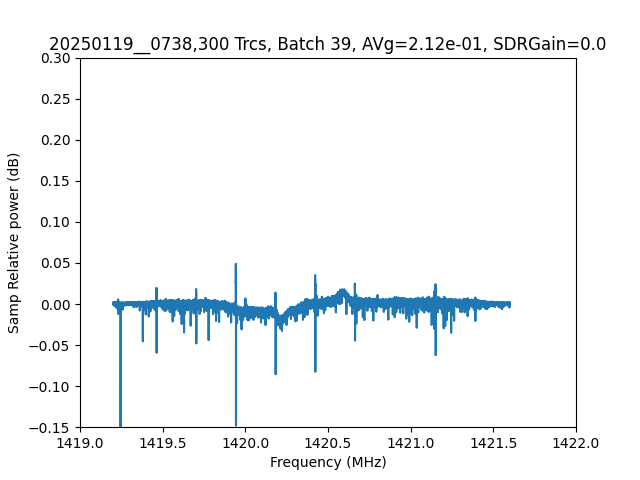 20250119__0738,300 Trcs, Batch 39, AVg=2.12e-01, SDRGain=0.0
0.30
0.25
0.20
0.15
0.10
0.05
0.00
−0.05
−0.10
−0.15
Samp Relative power (dB)
1419.0 1419.5 1420.0 1420.5 1421.0 1421.5 1422.0
Frequency (MHz)